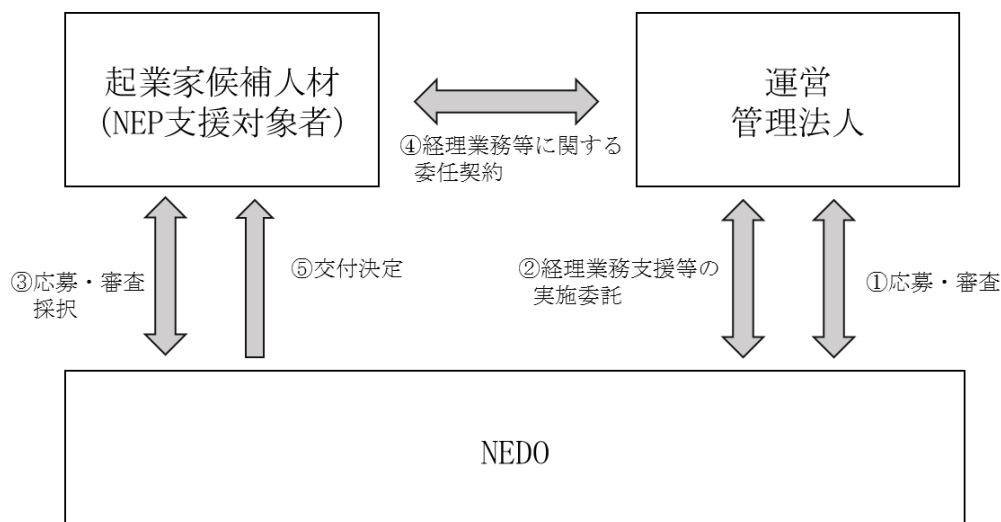 起業家候補人材
(NEP支援対象者)
運営
管理法人
④経理業務等に関する
委任契約
③応募・審査
採択
⑤交付決定
②経理業務支援等の
実施委託
①応募・審査
NEDO